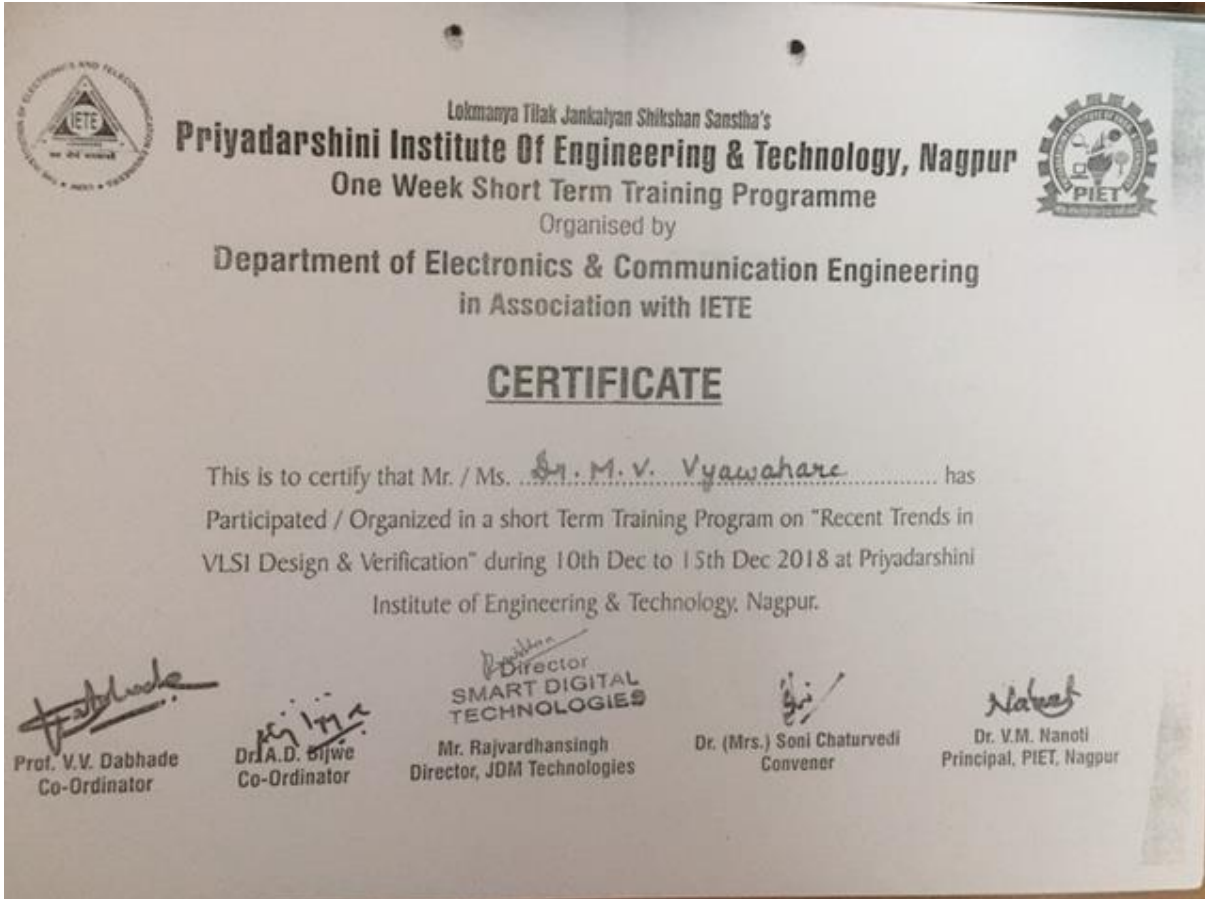 Lokmanya Tilak Jankalyan Shikshan Sanstha's
Priyadarshini Institute Of Engineering & Technology, Nagpur
One Week Short Term Training Programme
Organised by
Department of Electronics & Communication Engineering
in Association with IETE
IETE
PIET
CERTIFICATE
This is to certify that Mr. / Ms. Dr. M. V. Vyawahare has
Participated / Organized in a short Term Training Program on "Recent Trends in
VLSI Design & Verification" during 10th Dec to 15th Dec 2018 at Priyadarshini
Institute of Engineering & Technology, Nagpur.
Director
SMART DIGITAL
TECHNOLOGIES
Prof. V.V. Dabhade
Co-Ordinator
Dr. A.D. Bijwe
Co-Ordinator
Mr. Rajvardhansingh
Director, JDM Technologies
Dr. (Mrs.) Soni Chaturvedi
Convener
Dr. V.M. Nanoti
Principal, PIET, Nagpur